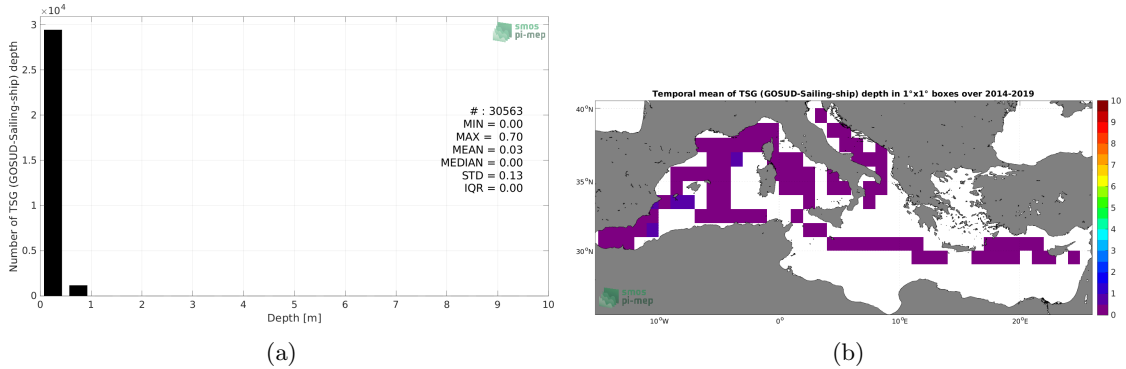 × 10⁴
3
2.5
2
1.5
1
0.5
0
Number of TSG (GOSUD-Sailing-ship) depth
smos
pi-mep
# : 30563
MIN = 0.00
MAX = 0.70
MEAN = 0.03
MEDIAN = 0.00
STD = 0.13
IQR = 0.00
0 1 2 3 4 5 6 7 8 9 10
Depth [m]
(a)
Temporal mean of TSG (GOSUD-Sailing-ship) depth in 1°x1° boxes over 2014-2019
40°N
35°N
30°N
10°W 0° 10°E 20°E
smos
pi-mep
10
9
8
7
6
5
4
3
2
1
0
(b)